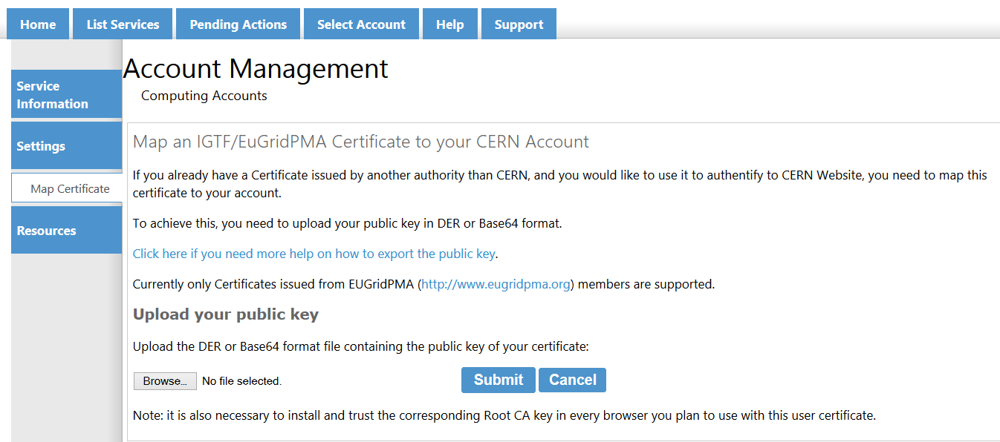 Home List Services Pending Actions Select Account Help Support
Account Management
Computing Accounts
Service
Information
Settings
Map Certificate
Resources
Map an IGTF/EuGridPMA Certificate to your CERN Account
If you already have a Certificate issued by another authority than CERN, and you would like to use it to authentify to CERN Website, you need to map this
certificate to your account.
To achieve this, you need to upload your public key in DER or Base64 format.
Click here if you need more help on how to export the public key.
Currently only Certificates issued from EUGridPMA (http://www.eugridpma.org) members are supported.
Upload your public key
Upload the DER or Base64 format file containing the public key of your certificate:
Browse... No file selected. Submit Cancel
Note: it is also necessary to install and trust the corresponding Root CA key in every browser you plan to use with this user certificate.